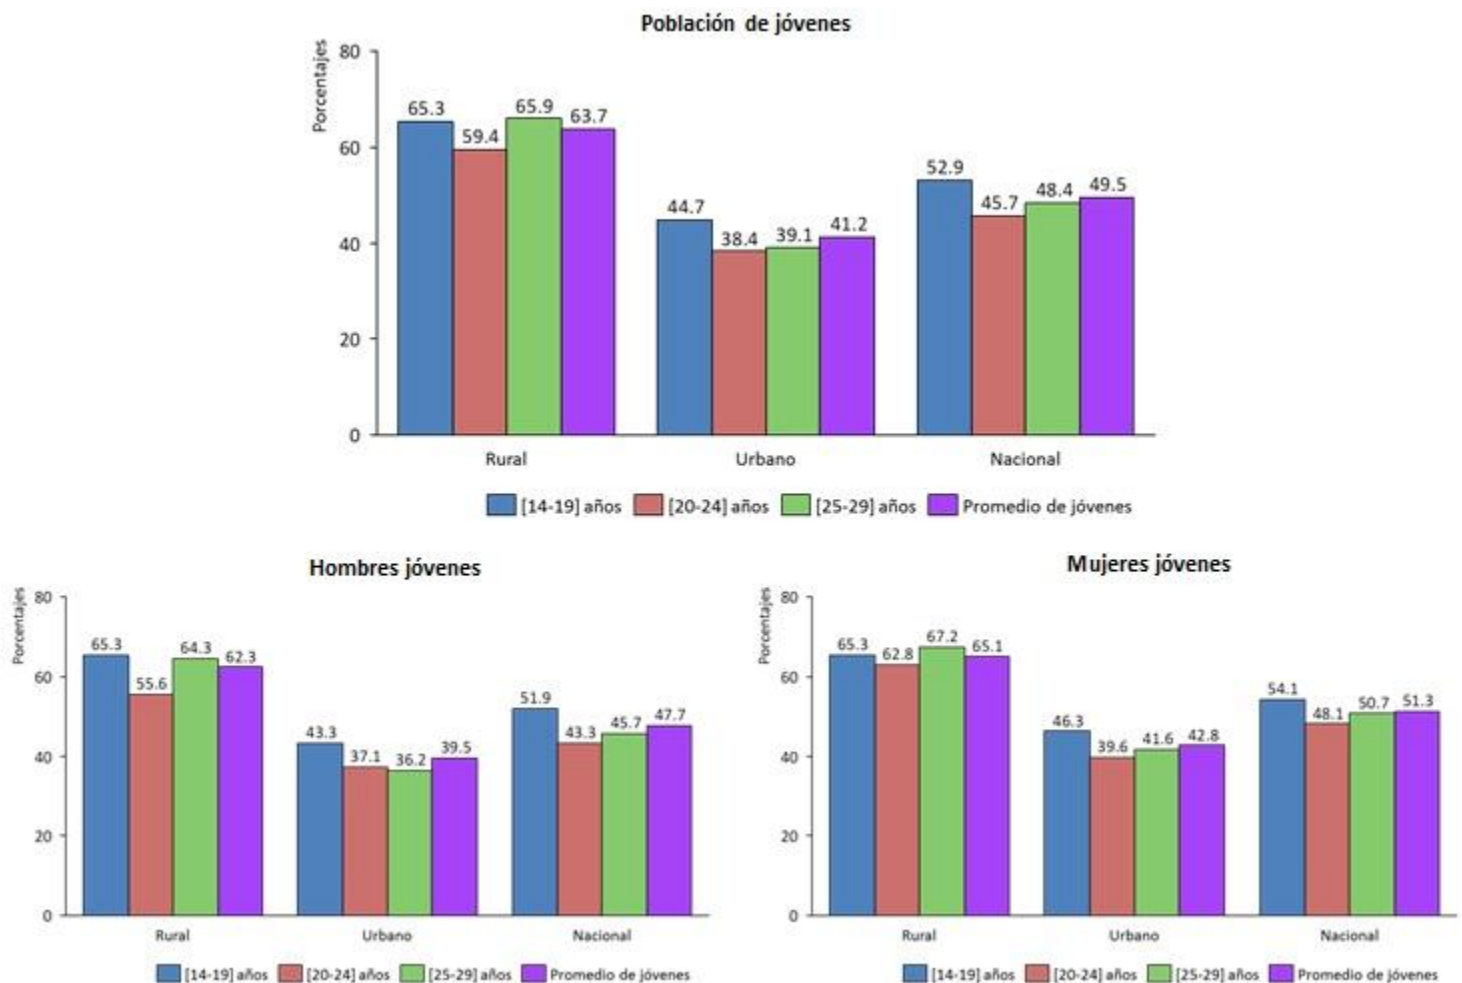 Población de jóvenes
Porcentajes
80
60
40
20
0
65.3 59.4 65.9 63.7
44.7 38.4 39.1 41.2
52.9 45.7 48.4 49.5
Rural Urbano Nacional
[14-19] años [20-24] años [25-29] años Promedio de jóvenes
Hombres jóvenes
Porcentajes
80
60
40
20
0
65.3 55.6 64.3 62.3
43.3 37.1 36.2 39.5
51.9 43.3 45.7 47.7
Rural Urbano Nacional
[14-19] años [20-24] años [25-29] años Promedio de jóvenes
Mujeres jóvenes
Porcentajes
80
60
40
20
0
65.3 62.8 67.2 65.1
46.3 39.6 41.6 42.8
54.1 48.1 50.7 51.3
Rural Urbano Nacional
[14-19] años [20-24] años [25-29] años Promedio de jóvenes